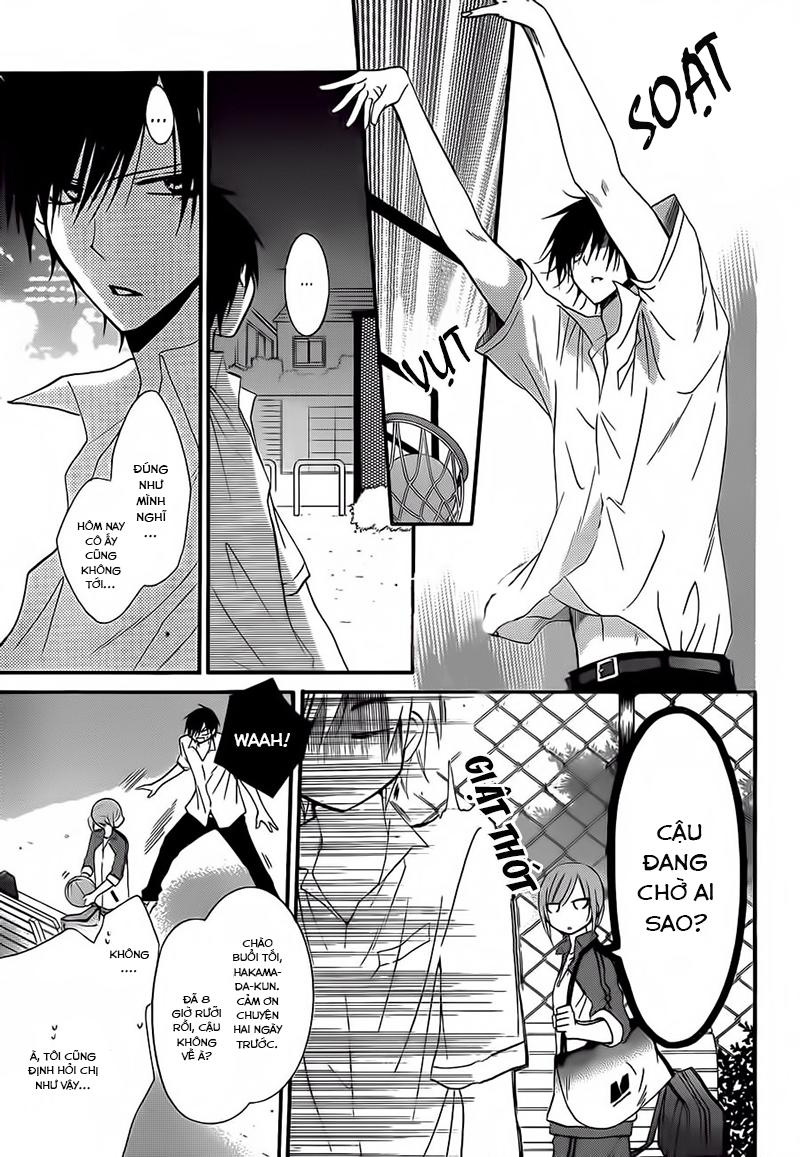 SOẠT
VỤT
...
...
ĐÚNG
NHƯ
MÌNH
NGHĨ
...
HÔM NAY
CÔ ẤY
CŨNG
KHÔNG
TỚI...
CẬU
ĐANG
CHỜ AI
SAO?
GIẬT THÓT
WAAH!
CHÀO
BUỔI TỐI,
HAKAMA-
DA-KUN.
CẢM ƠN
CHUYỆN
HAI NGÀY
TRƯỚC.
ĐÃ 8
GIỜ RƯỠI
RỒI, CẬU
KHÔNG
VỀ À?
KHÔNG
....
À, TÔI CŨNG
ĐỊNH HỎI CHỊ
NHƯ VẬY...